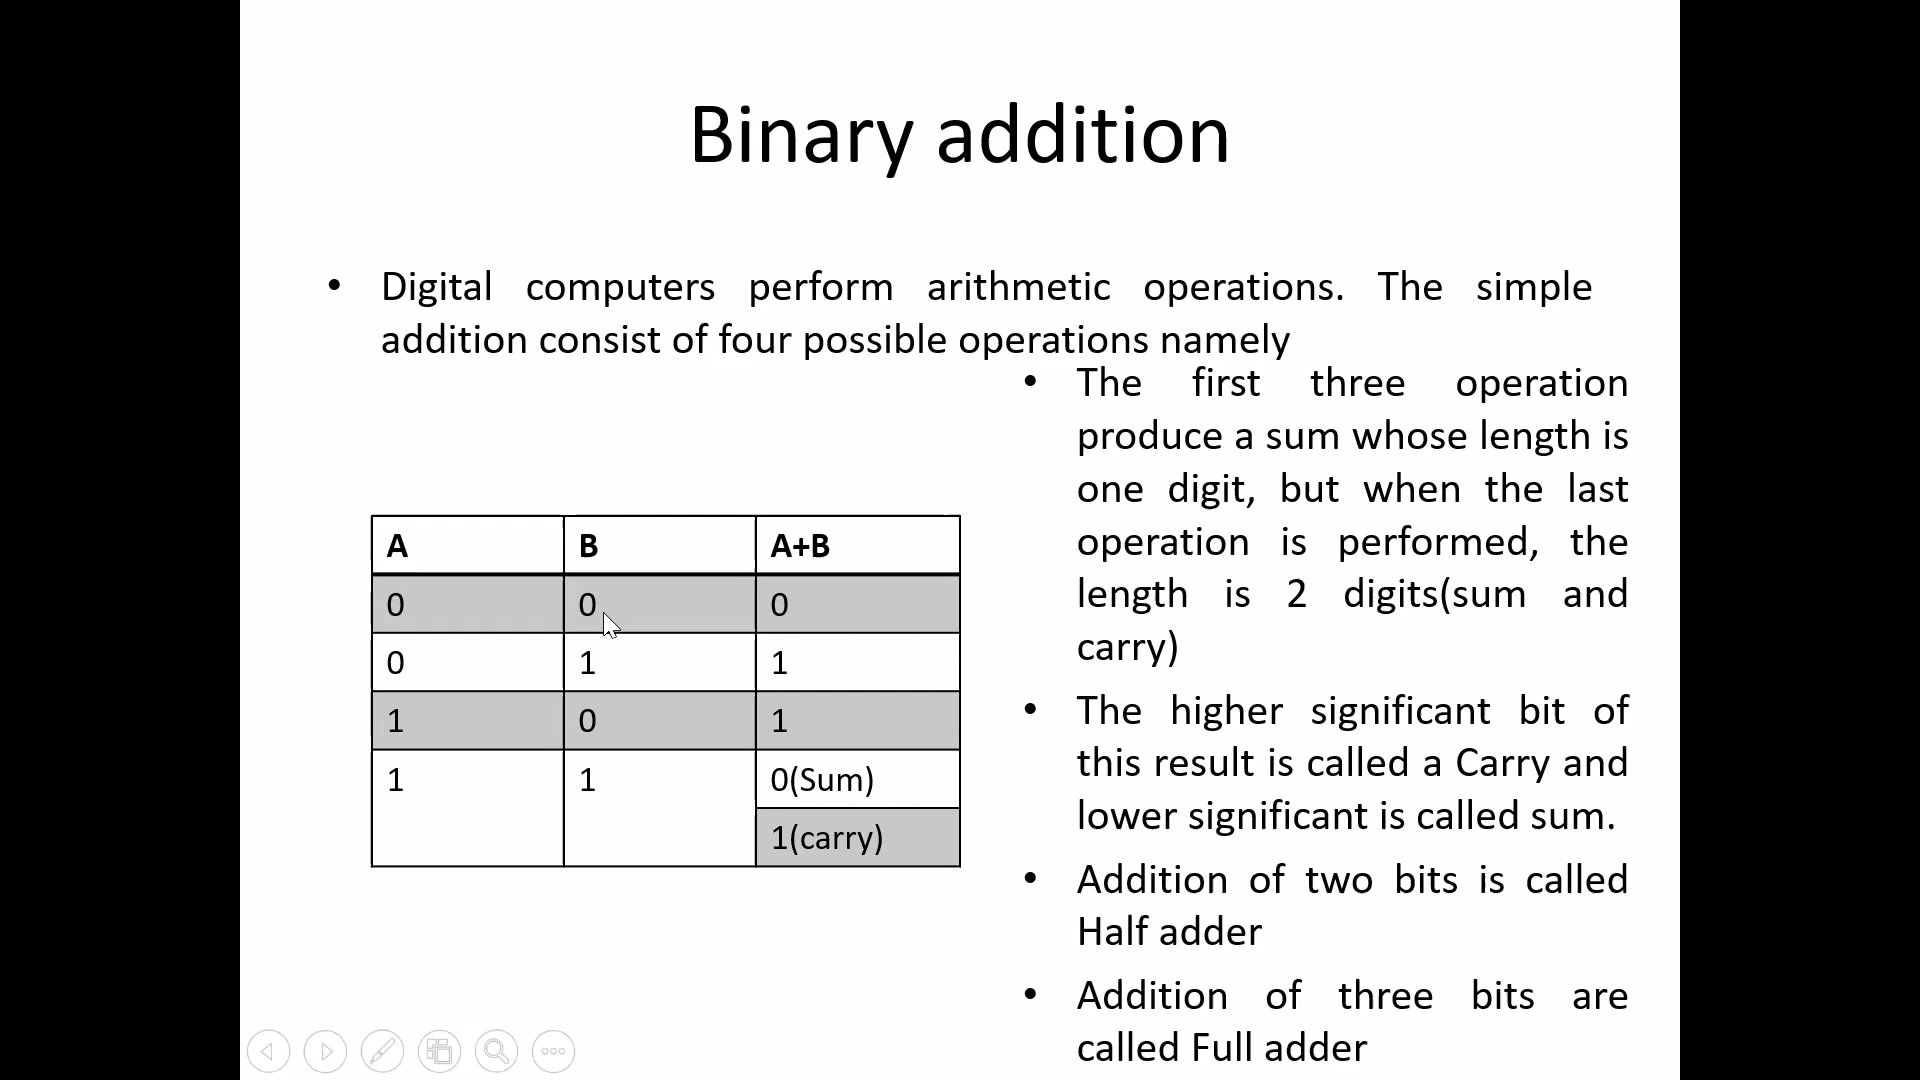 Binary addition
• Digital computers perform arithmetic operations. The simple
addition consist of four possible operations namely
A B A+B
0 0 0
0 1 1
1 0 1
1 1 0(Sum)
1(carry)
• The first three operation
produce a sum whose length is
one digit, but when the last
operation is performed, the
length is 2 digits(sum and
carry)
• The higher significant bit of
this result is called a Carry and
lower significant is called sum.
• Addition of two bits is called
Half adder
• Addition of three bits are
called Full adder